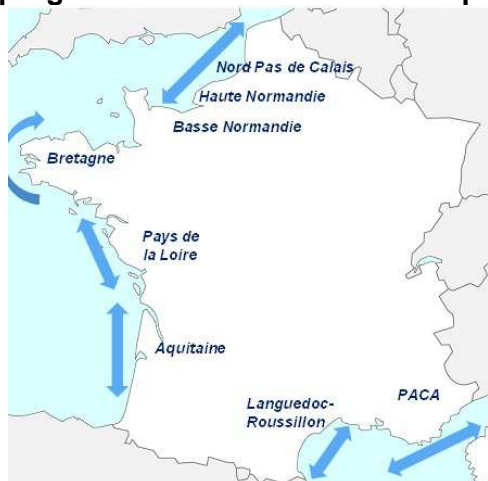 Nord Pas de Calais
Haute Normandie
Basse Normandie
Bretagne
Pays de
la Loire
Aquitaine
Languedoc-
Roussillon
PACA